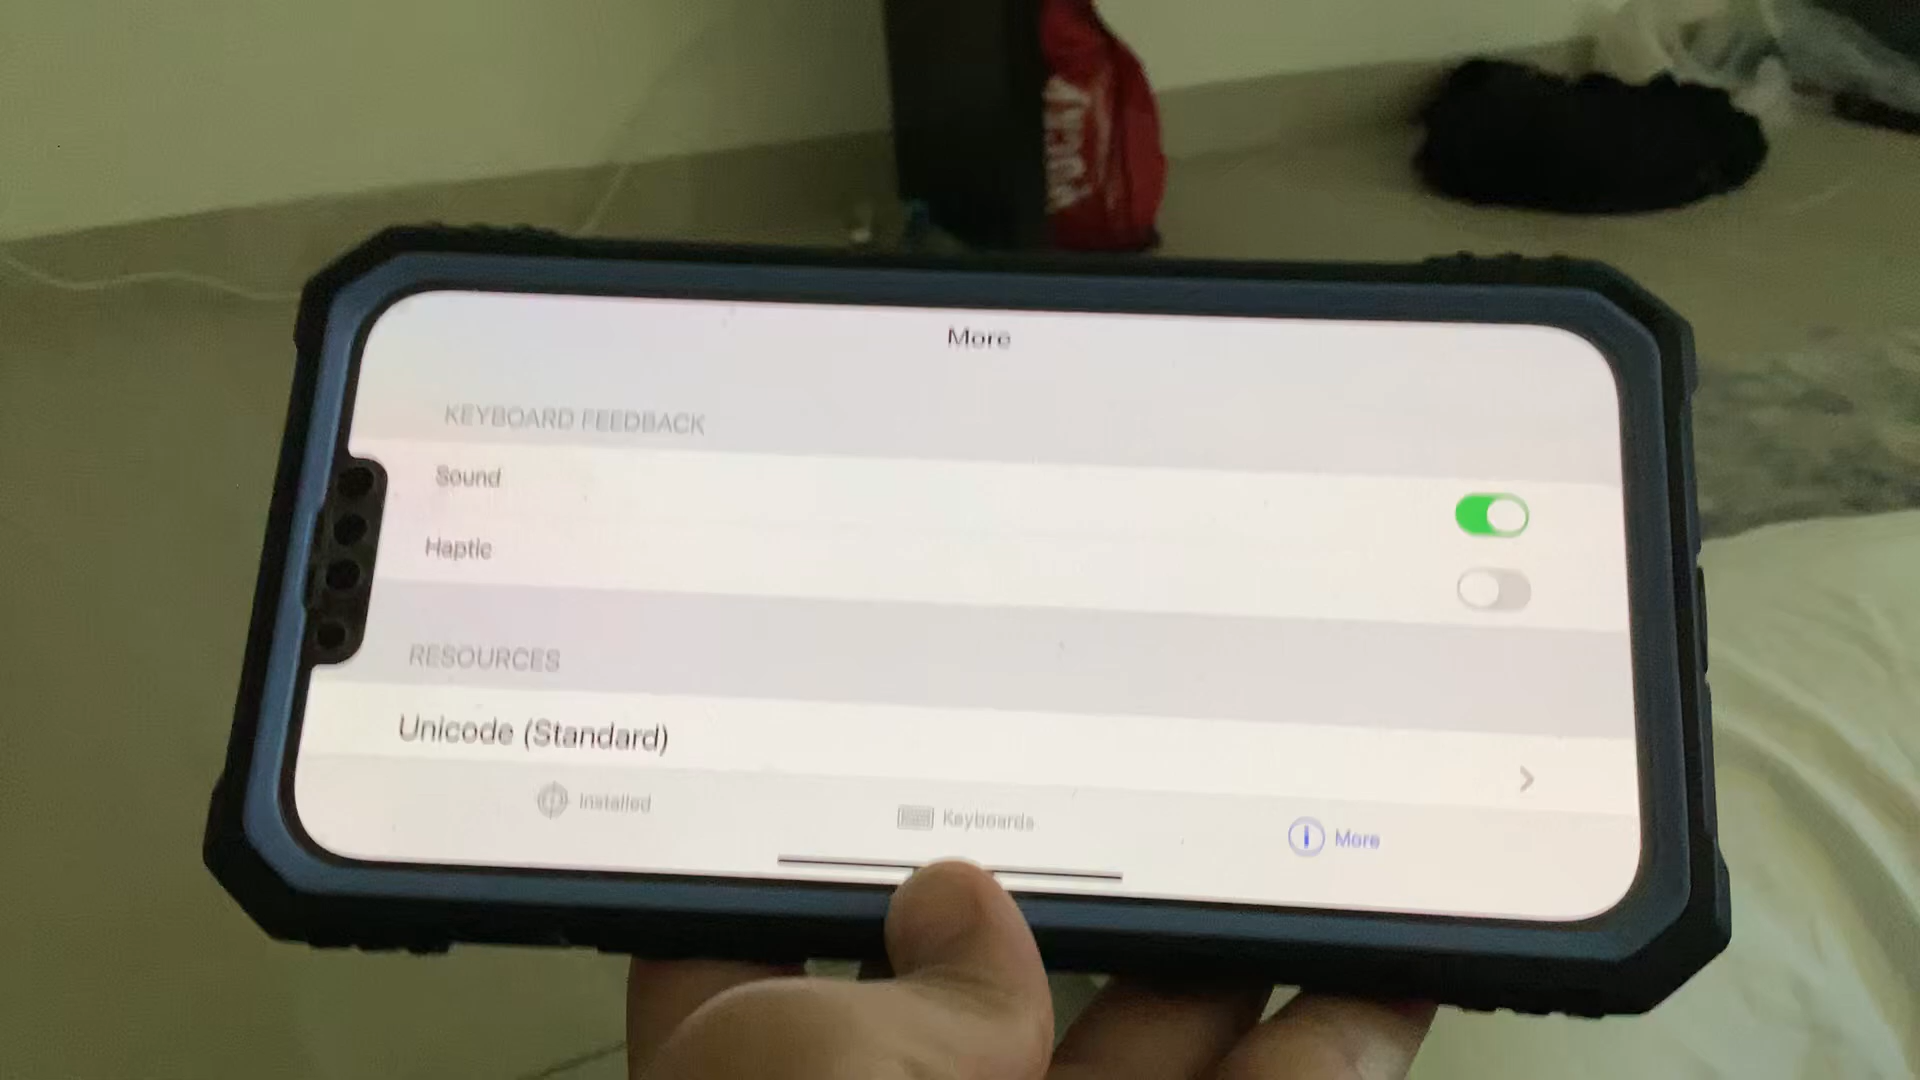 More
KEYBOARD FEEDBACK
Sound
Haptic
RESOURCES
Unicode (Standard)
Installed
Keyboards
More